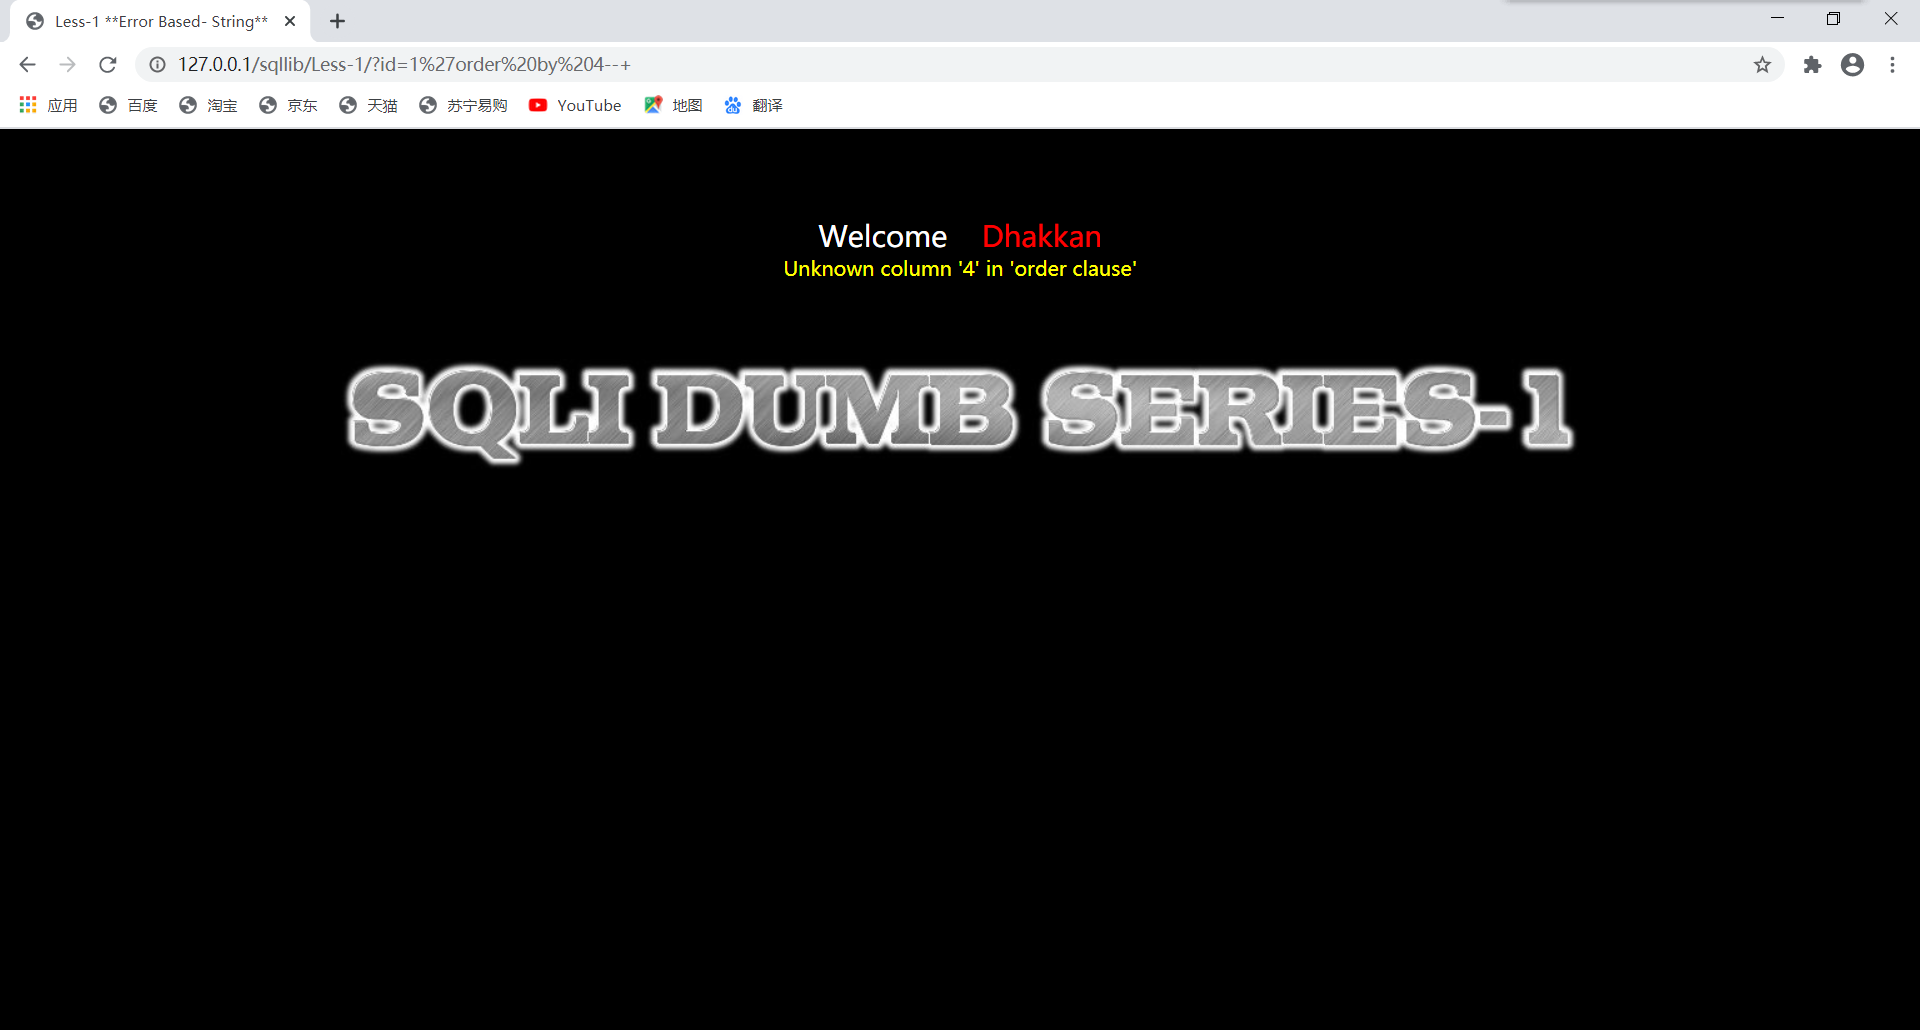 Less-1 **Error Based- String**
127.0.0.1/sqllib/Less-1/?id=1%27order%20by%204--+
应用 百度 淘宝 京东 天猫 苏宁易购 YouTube 地图 翻译
Welcome Dhakkan
Unknown column '4' in 'order clause'
SQLI DUMB SERIES-1